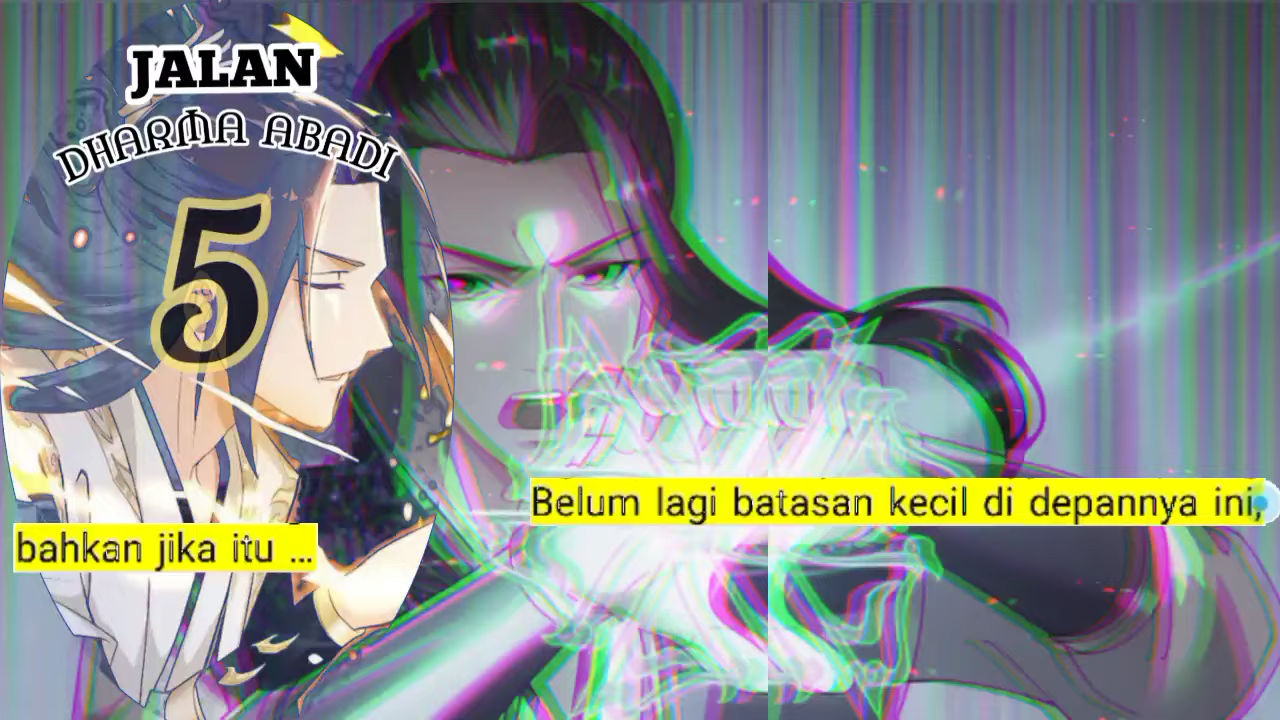 JALAN
DHARMA ABADI
5
Belum lagi batasan kecil di depannya ini,
bahkan jika itu ...